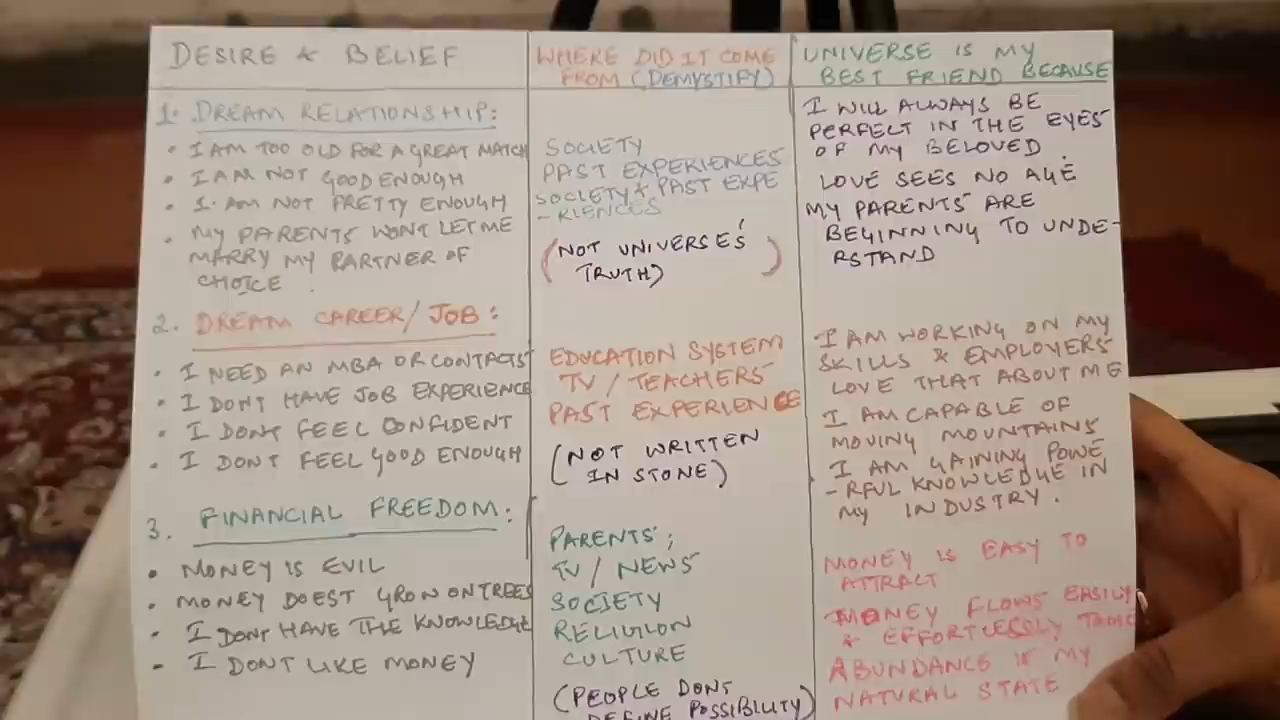 DESIRE & BELIEF
1. DREAM RELATIONSHIP:
• I AM TOO OLD FOR A GREAT MATCH
• I AM NOT GOOD ENOUGH
• I AM NOT PRETTY ENOUGH
• MY PARENTS WONT LET ME
MARRY MY PARTNER OF
CHOICE.
2. DREAM CAREER/JOB:
• I NEED AN MBA OR CONTACTS
• I DONT HAVE JOB EXPERIENCE
• I DONT FEEL CONFIDENT
• I DONT FEEL GOOD ENOUGH
3. FINANCIAL FREEDOM:
• MONEY IS EVIL
• MONEY DOEST GROW ON TREES
• I DONT HAVE THE KNOWLEDGE
• I DONT LIKE MONEY
WHERE DID IT COME
FROM (DEMYSTIFY)
SOCIETY
PAST EXPERIENCES
SOCIETY & PAST EXPE
-RIENCES
(NOT UNIVERSE'S
TRUTH)
EDUCATION SYSTEM
TV / TEACHERS
PAST EXPERIENCE
(NOT WRITTEN
IN STONE)
PARENTS;
TV / NEWS
SOCIETY
RELIGION
CULTURE
(PEOPLE DONT
DEFINE POSSIBILITY)
UNIVERSE IS MY
BEST FRIEND BECAUSE
I WILL ALWAYS BE
PERFECT IN THE EYES
OF MY BELOVED.
LOVE SEES NO AGE
MY PARENTS ARE
BEGINNING TO UNDE-
RSTAND
I AM WORKING ON MY
SKILLS & EMPLOYERS
LOVE THAT ABOUT ME
I AM CAPABLE OF
MOVING MOUNTAINS
I AM GAINING POWE
-RFUL KNOWLEDGE IN
MY INDUSTRY.
MONEY IS EASY TO
ATTRACT
MONEY FLOWS EASILY
& EFFORTLESSLY
ABUNDANCE IS MY
NATURAL STATE